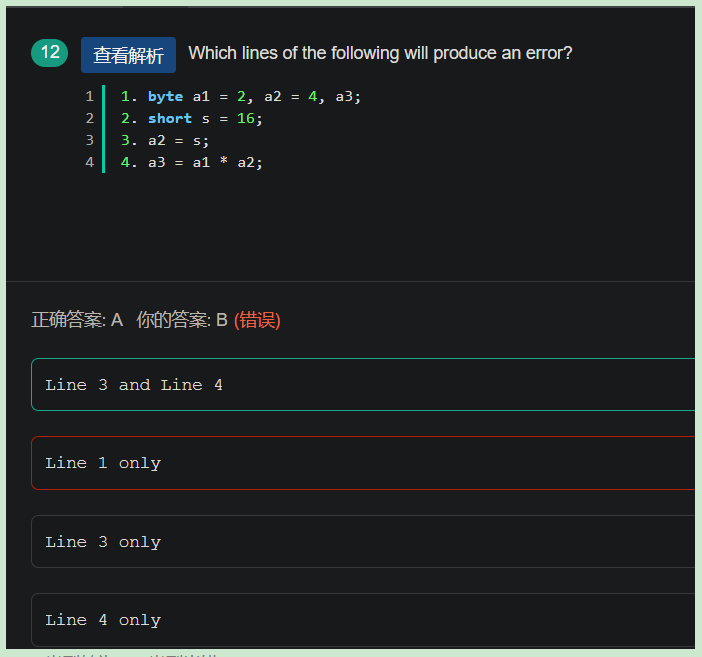 12 查看解析 Which lines of the following will produce an error?
1 1. byte a1 = 2, a2 = 4, a3;
2 2. short s = 16;
3 3. a2 = s;
4 4. a3 = a1 * a2;
正确答案: A 你的答案: B (错误)
Line 3 and Line 4
Line 1 only
Line 3 only
Line 4 only